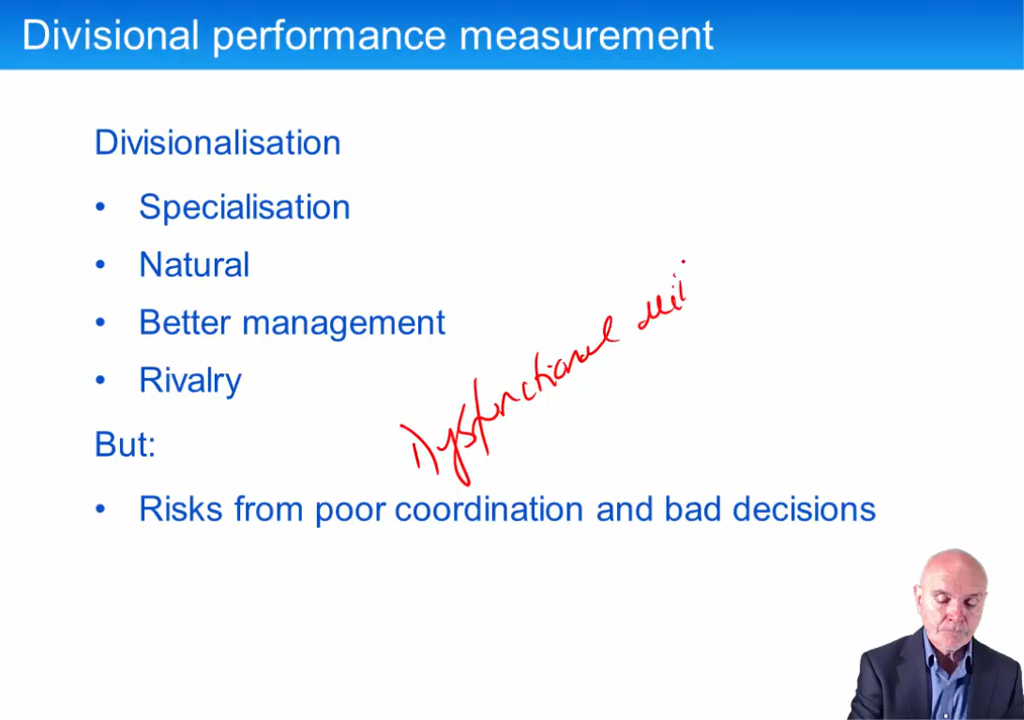 Divisional performance measurement
Divisionalisation
• Specialisation
• Natural
• Better management
• Rivalry
Dysfunctional
But:
• Risks from poor coordination and bad decisions